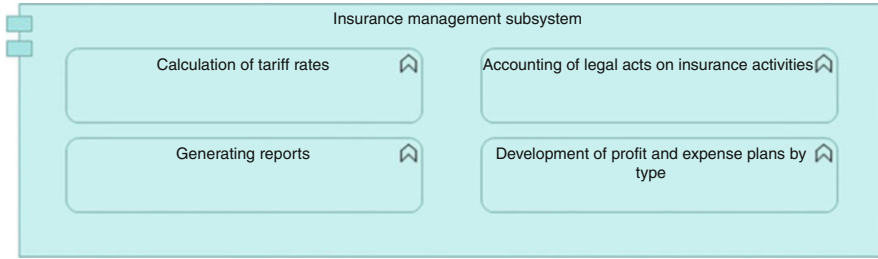 Insurance management subsystem
Calculation of tariff rates
Accounting of legal acts on insurance activities
Generating reports
Development of profit and expense plans by
type